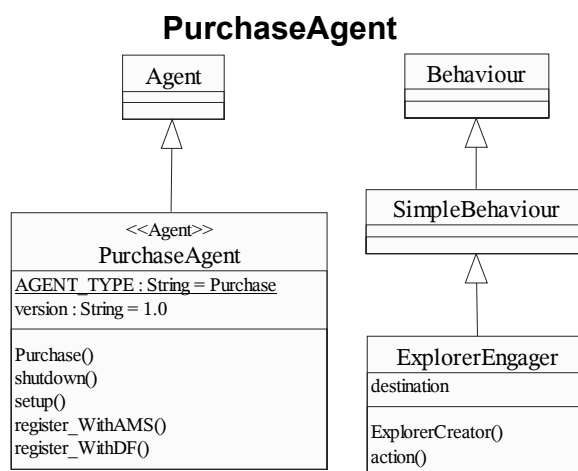 PurchaseAgent
Agent
<<Agent>>
PurchaseAgent
AGENT_TYPE : String = Purchase
version : String = 1.0
Purchase()
shutdown()
setup()
register_WithAMS()
register_WithDF()
Behaviour
SimpleBehaviour
ExplorerEngager
destination
ExplorerCreator()
action()